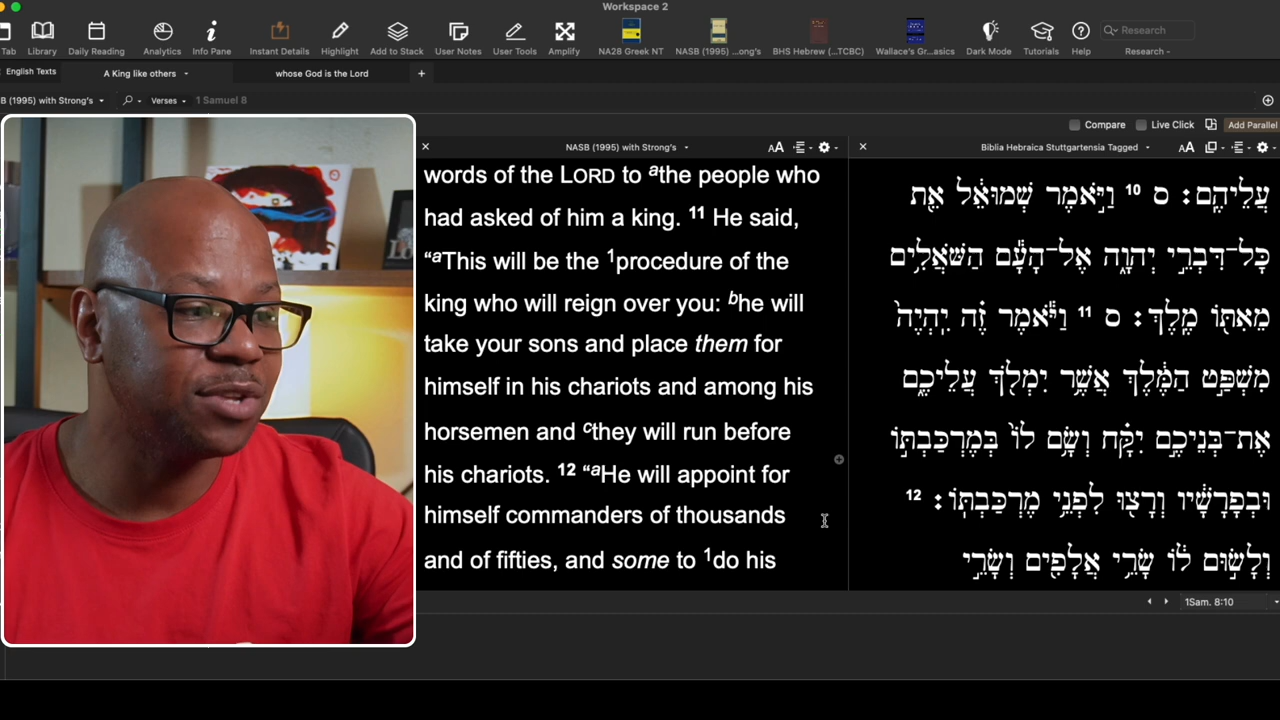 Workspace 2
Tab
Library
Daily Reading
Analytics
Info Pane
Instant Details
Highlight
Add to Stack
User Notes
User Tools
Amplify
NA28 Greek NT
NASB (1995) ...ong's
BHS Hebrew (...TCBC)
Wallace's Gr...asics
Dark Mode
Tutorials
Help
Research
Research
English Texts
A King like others
whose God is the Lord
+
B (1995) with Strong's
Verses
1 Samuel 8
Compare
Live Click
Add Parallel
NASB (1995) with Strong's
AA
words of the LORD to ᵃthe people who
had asked of him a king. 11 He said,
“ᵃThis will be the ¹procedure of the
king who will reign over you: ᵇhe will
take your sons and place them for
himself in his chariots and among his
horsemen and ᶜthey will run before
his chariots. 12 “ᵃHe will appoint for
himself commanders of thousands
and of fifties, and some to ¹do his
Biblia Hebraica Stuttgartensia Tagged
AA
עֲלֵיהֶֽם׃ ס 10 וַיֹּ֣אמֶר שְׁמוּאֵ֔ל אֵ֖ת
כָּל־דִּבְרֵ֣י יְהוָ֑ה אֶל־הָעָ֕ם הַשֹּׁאֲלִ֥ים
מֵאִתּ֖וֹ מֶֽלֶךְ׃ ס 11 וַיֹּ֕אמֶר זֶ֗ה יִֽהְיֶה֙
מִשְׁפַּ֣ט הַמֶּ֔לֶךְ אֲשֶׁ֥ר יִמְלֹ֖ךְ עֲלֵיכֶ֑ם
אֶת־בְּנֵיכֶ֣ם יִקָּ֗ח וְשָׂ֥ם לוֹ֙ בְּמֶרְכַּבְתּ֣וֹ
וּבְפָרָשָׁ֔יו וְרָצ֖וּ לִפְנֵ֥י מֶרְכַּבְתּֽוֹ׃ 12
וְלָשׂ֣וּם ל֔וֹ שָׂרֵ֥י אֲלָפִ֖ים וְשָׂרֵ֣י
1Sam. 8:10